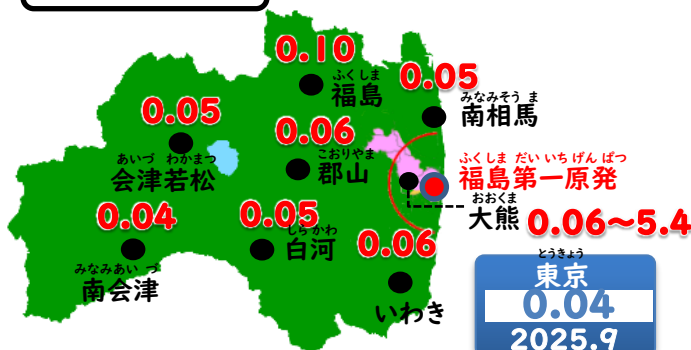 0.10
ふくしま
福島
0.05
みなみそう ま
南相馬
0.05
あいづ わかまつ
会津若松
0.06
こおりやま
郡山
ふくしま だい いち げん ぱつ
福島第一原発
おおくま
大熊
0.06～5.4
0.04
みなみあい づ
南会津
0.05
しら かわ
白河
0.06
いわき
とうきょう
東京
0.04
2025.9